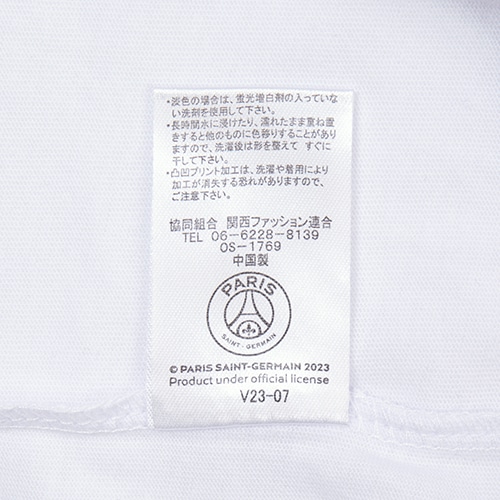 ・淡色の場合は、蛍光増白剤の入っていな
い洗剤を使用して下さい。
・長時間水に浸けたり、濡れたまま重ね置
きすると他のものに色移りすることがあり
ますので、洗濯後は形を整えて すぐに
干して下さい。
・凸凹プリント加工は、洗濯や着用により
加工が消失する恐れがありますので、
ご注意下さい。
協同組合 関西ファッション連合
TEL 06-6228-8139
OS-1769
中国製
PARIS
SAINT-GERMAIN
© PARIS SAINT-GERMAIN 2023
Product under official license
V23-07